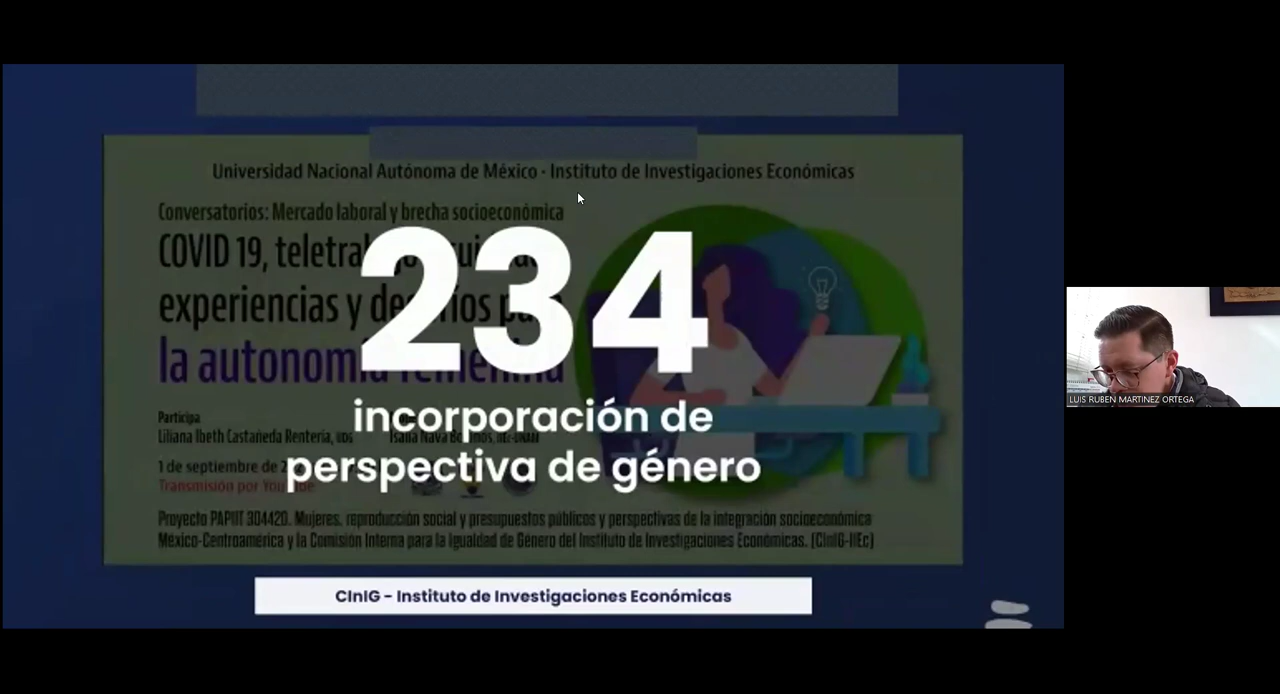 Universidad Nacional Autónoma de México - Instituto de Investigaciones Económicas
Conversatorios: Mercado laboral y brecha socioeconómica
COVID 19,
experiencias y
la autonomía femenina
234
incorporación de
perspectiva de género
Participa
Liliana Ibeth Castañeda Rentería,
1 de septiembre de
Transmisión por YouTube
Proyecto PAPIIT 304420. Mujeres, reproducción social y presupuestos públicos y perspectivas de la integración socioeconómica
México-Centroamérica y la Comisión Interna para la Igualdad de Género del Instituto de Investigaciones Económicas. (CInIG-IIEc)
CInIG - Instituto de Investigaciones Económicas
LUIS RUBEN MARTINEZ ORTEGA